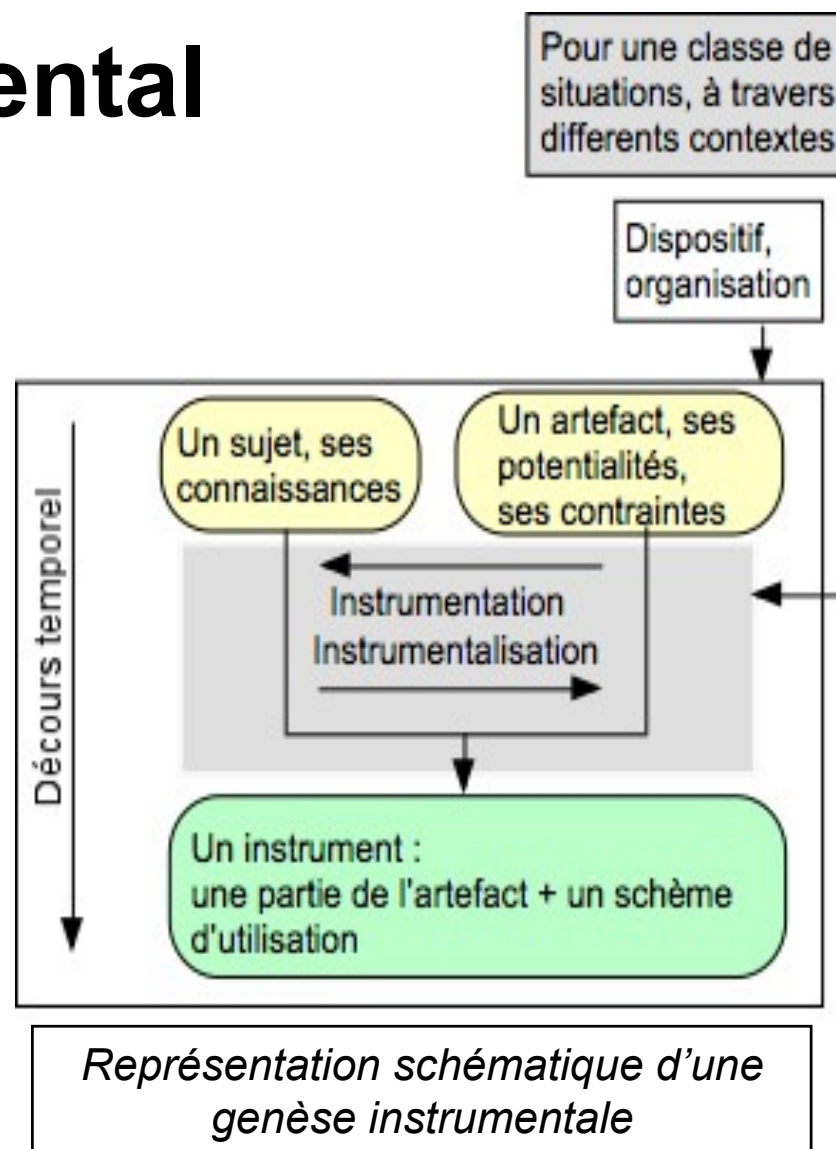 ental
Pour une classe de
situations, à travers
differents contextes
Dispositif,
organisation
Un sujet, ses
connaissances
Un artefact, ses
potentialités,
ses contraintes
Décours temporel
Instrumentation
Instrumentalisation
Un instrument :
une partie de l'artefact + un schème
d'utilisation
Représentation schématique d’une
genèse instrumentale